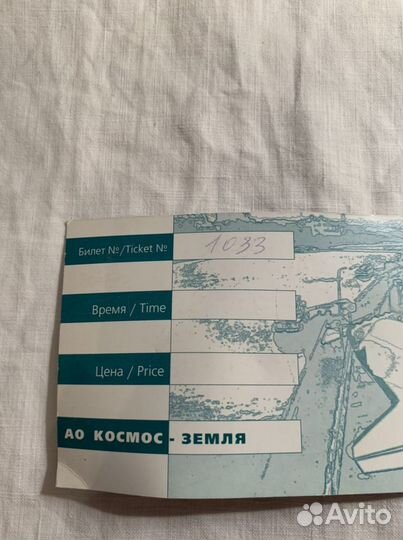 Билет №/Ticket № 1033
Время / Time
Цена / Price
АО КОСМОС - ЗЕМЛЯ
Avito